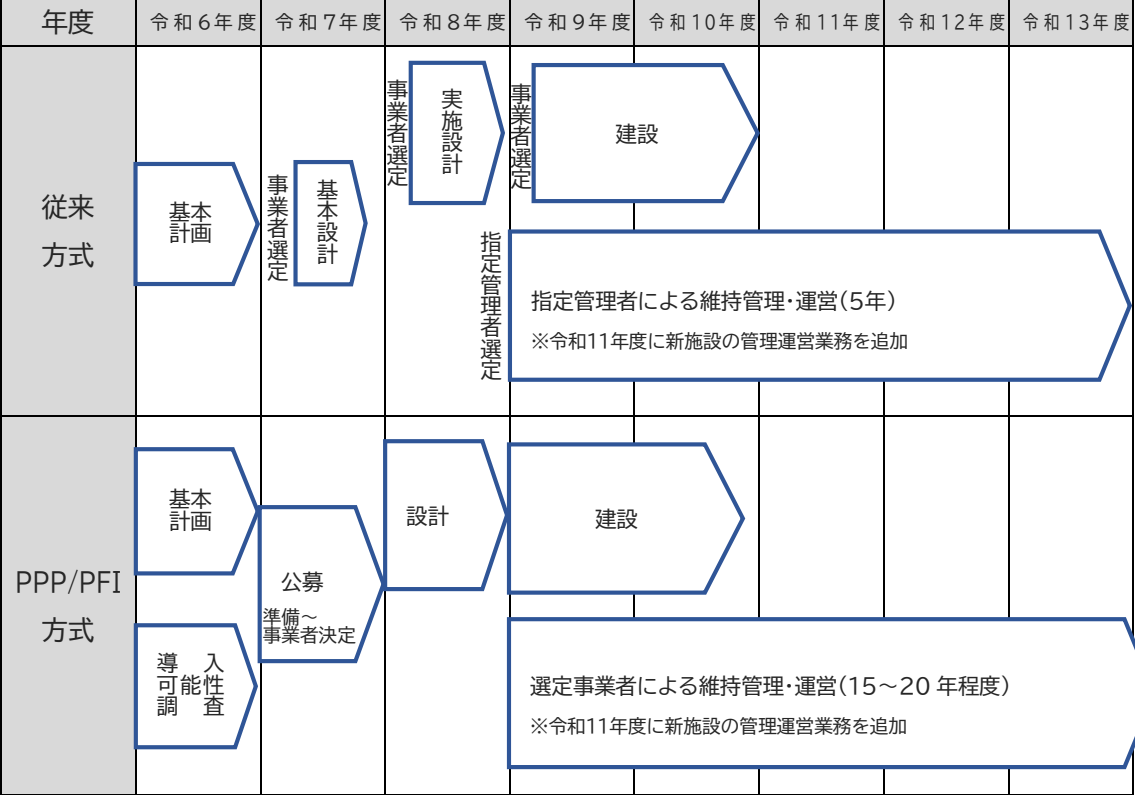 年度
令和6年度
令和7年度
令和8年度
令和9年度
令和10年度
令和11年度
令和12年度
令和13年度
従来
方式
基本
計画
事業者選定
基本設計
事業者選定
実施設計
事業者選定
建設
指定管理者選定
指定管理者による維持管理・運営(5年)
※令和11年度に新施設の管理運営業務を追加
PPP/PFI
方式
基本
計画
導 入
可能性
調 査
公募
準備~
事業者決定
設計
建設
選定事業者による維持管理・運営(15~20 年程度)
※令和11年度に新施設の管理運営業務を追加